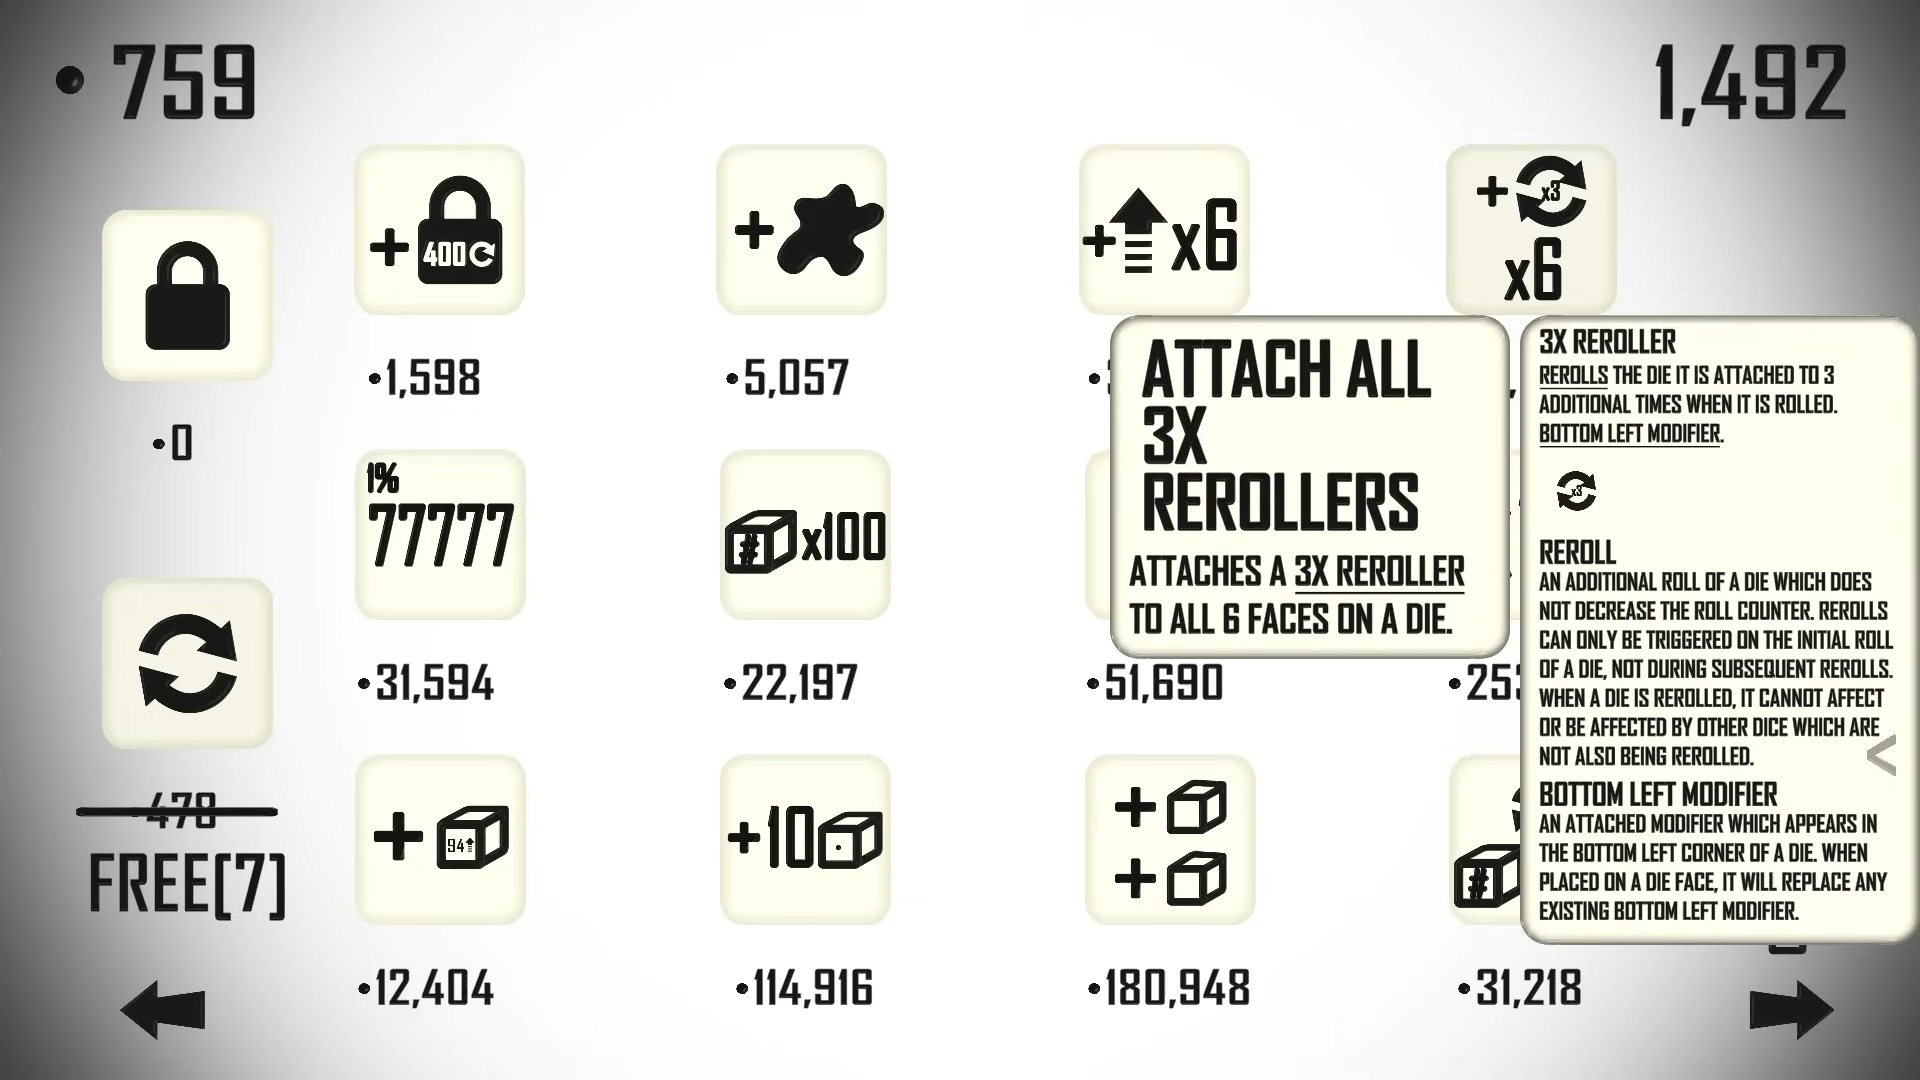 759
1,492
+ 400
+
+ x6
+ x3
x6
1,598
5,057
0
1%
77777
# x100
ATTACH ALL
3X
REROLLERS
ATTACHES A 3X REROLLER
TO ALL 6 FACES ON A DIE.
3X REROLLER
REROLLS THE DIE IT IS ATTACHED TO 3
ADDITIONAL TIMES WHEN IT IS ROLLED.
BOTTOM LEFT MODIFIER.
x3
REROLL
AN ADDITIONAL ROLL OF A DIE WHICH DOES
NOT DECREASE THE ROLL COUNTER. REROLLS
CAN ONLY BE TRIGGERED ON THE INITIAL ROLL
OF A DIE, NOT DURING SUBSEQUENT REROLLS.
WHEN A DIE IS REROLLED, IT CANNOT AFFECT
OR BE AFFECTED BY OTHER DICE WHICH ARE
NOT ALSO BEING REROLLED.
BOTTOM LEFT MODIFIER
AN ATTACHED MODIFIER WHICH APPEARS IN
THE BOTTOM LEFT CORNER OF A DIE. WHEN
PLACED ON A DIE FACE, IT WILL REPLACE ANY
EXISTING BOTTOM LEFT MODIFIER.
<
31,594
22,197
51,690
478
FREE[7]
+ 94
+10
+
+
#
12,404
114,916
180,948
31,218